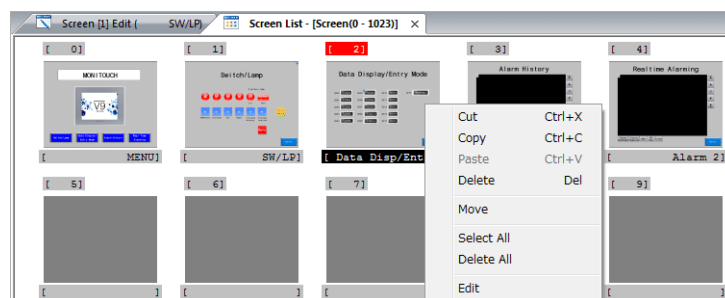 Screen [1] Edit ( SW/LP) Screen List - [Screen(0 - 1023)] ×
[ 0] [ 1] [ 2] [ 3] [ 4]
MONITOUCH Switch/Lamp Data Display/Entry Mode Alarm History Realtime Alarming
V9
[ MENU] [ SW/LP] [ Data Disp/Ent [ Alarm 2]
Cut Ctrl+X
Copy Ctrl+C
Paste Ctrl+V
Delete Del
[ 5] [ 6] [ 7] [ 9]
Move
Select All
Delete All
Edit
[ ] [ ] [ [ ]